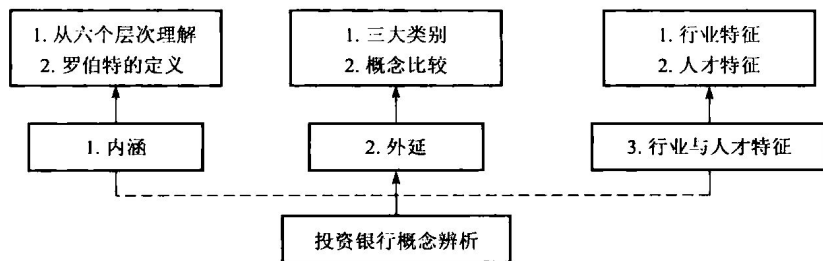 1. 从六个层次理解
2. 罗伯特的定义
1. 三大类别
2. 概念比较
1. 行业特征
2. 人才特征
1. 内涵
2. 外延
3. 行业与人才特征
投资银行概念辨析